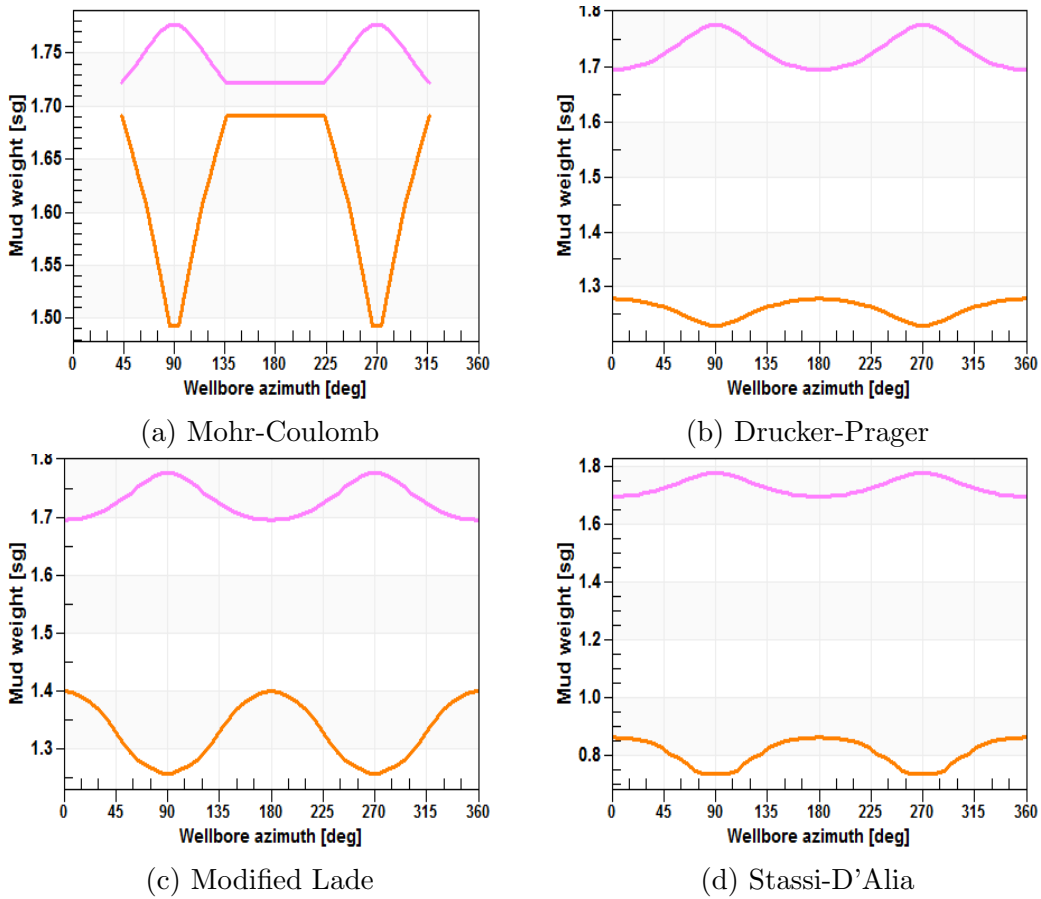 Mud weight [sg]
1.75
1.70
1.65
1.60
1.55
1.50
0 45 90 135 180 225 270 315 360
Wellbore azimuth [deg]
(a) Mohr-Coulomb
Mud weight [sg]
1.8
1.7
1.6
1.5
1.4
1.3
0 45 90 135 180 225 270 315 360
Wellbore azimuth [deg]
(b) Drucker-Prager
Mud weight [sg]
1.8
1.7
1.6
1.5
1.4
1.3
0 45 90 135 180 225 270 315 360
Wellbore azimuth [deg]
(c) Modified Lade
Mud weight [sg]
1.8
1.6
1.4
1.2
1.0
0.8
0 45 90 135 180 225 270 315 360
Wellbore azimuth [deg]
(d) Stassi-D'Alia